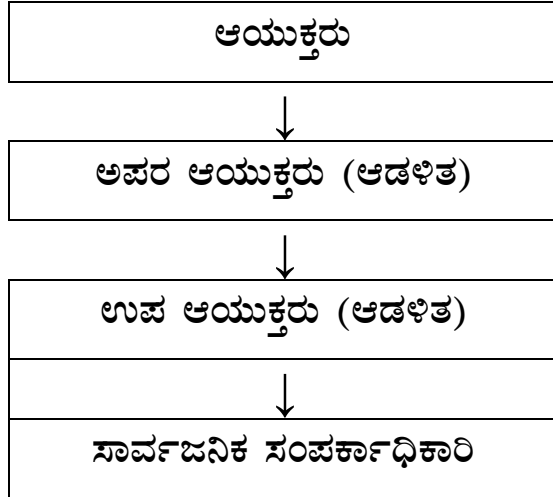 ಆಯುಕ್ತರು
↓
ಅಪರ ಆಯುಕ್ತರು (ಆಡಳಿತ)
↓
ಉಪ ಆಯುಕ್ತರು (ಆಡಳಿತ)
↓
ಸಾರ್ವಜನಿಕ ಸಂಪರ್ಕಾಧಿಕಾರಿ